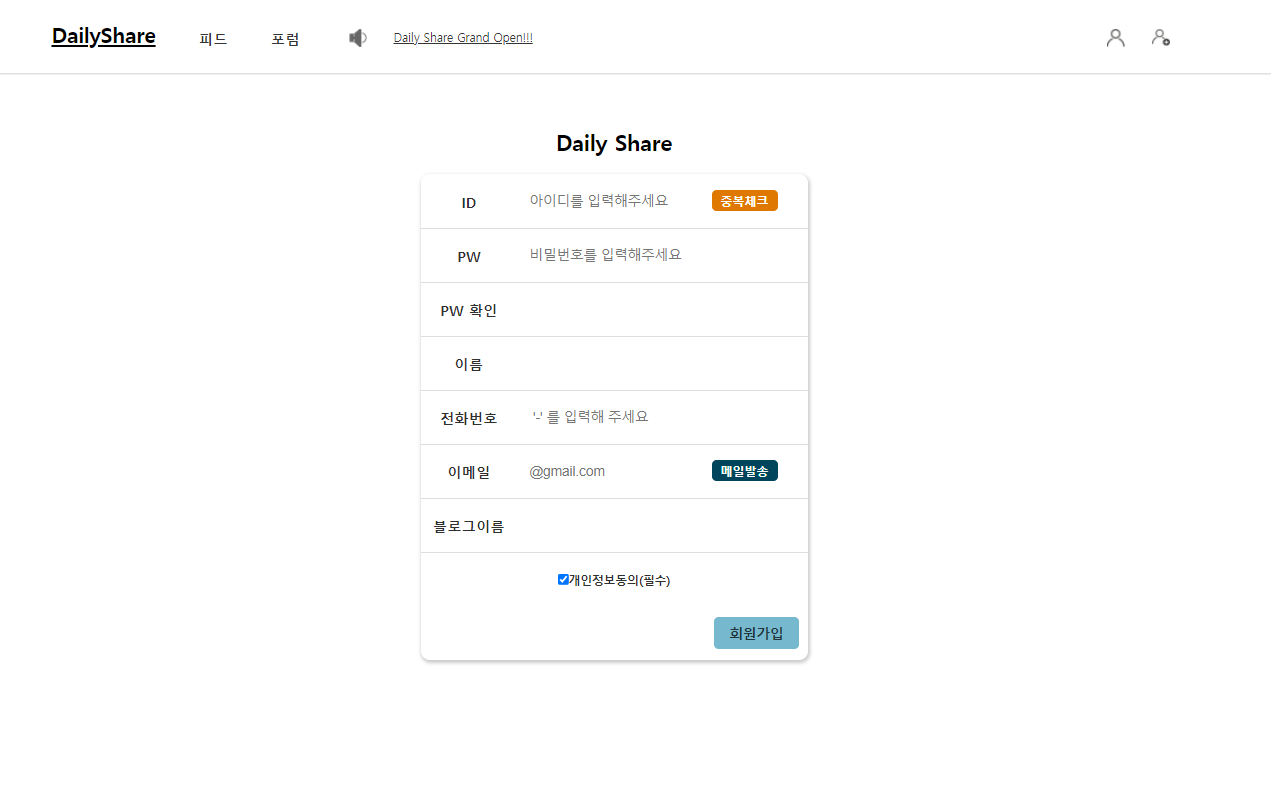 DailyShare 피드 포럼 Daily Share Grand Open!!!
Daily Share
ID 아이디를 입력해주세요 중복체크
PW 비밀번호를 입력해주세요
PW 확인
이름
전화번호 '-' 를 입력해 주세요
이메일 @gmail.com 메일발송
블로그이름
개인정보동의(필수)
회원가입